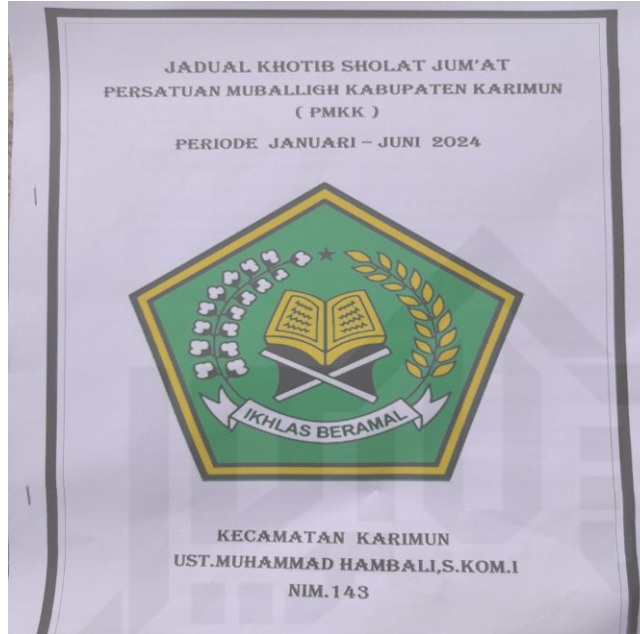 JADUAL KHOTIB SHOLAT JUM'AT
PERSATUAN MUBALLIGH KABUPATEN KARIMUN
( PMKK )
PERIODE JANUARI – JUNI 2024
IKHLAS BERAMAL
KECAMATAN KARIMUN
UST.MUHAMMAD HAMBALI,S.KOM.I
NIM.143